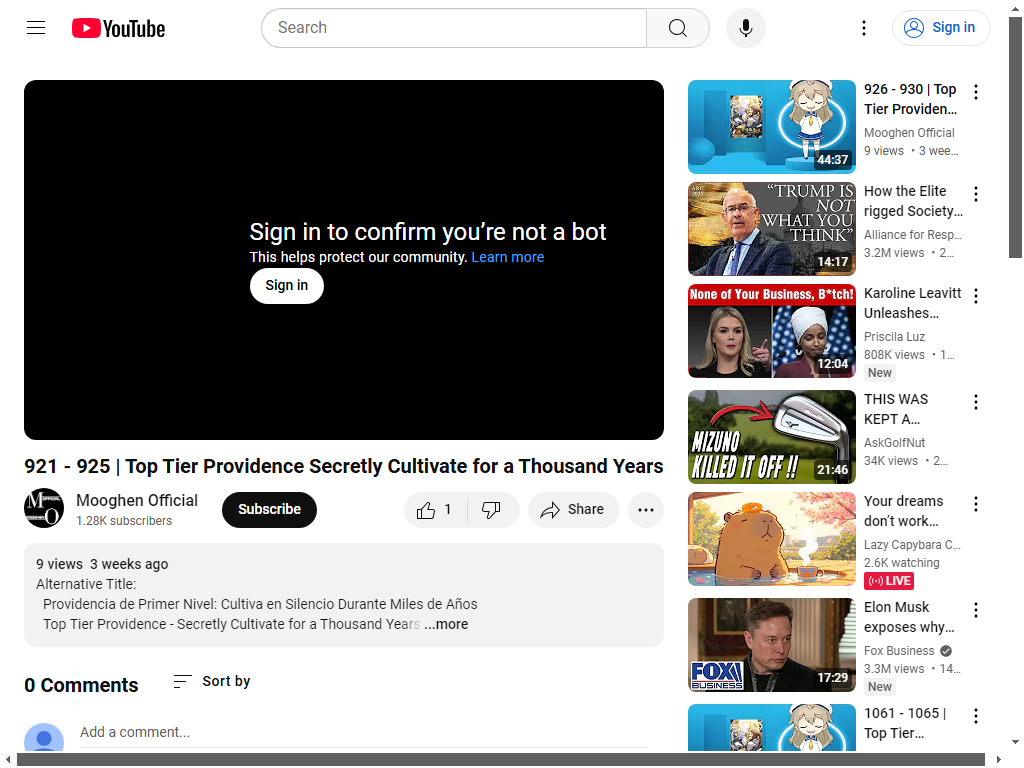 YouTube
Search
Sign in
Sign in to confirm you’re not a bot
This helps protect our community. Learn more
Sign in
921 - 925 | Top Tier Providence Secretly Cultivate for a Thousand Years
Mooghen Official
1.28K subscribers
Subscribe
1
Share
9 views 3 weeks ago
Alternative Title:
Providencia de Primer Nivel: Cultiva en Silencio Durante Miles de Años
Top Tier Providence - Secretly Cultivate for a Thousand Years ...more
0 Comments
Sort by
Add a comment...
44:37
926 - 930 | Top
Tier Providen...
Mooghen Official
9 views • 3 wee...
"TRUMP IS
NOT
WHAT YOU
THINK"
14:17
How the Elite
rigged Society...
Alliance for Resp...
3.2M views • 2...
None of Your Business, B*tch!
12:04
Karoline Leavitt
Unleashes...
Priscila Luz
808K views • 1...
New
MIZUNO
KILLED IT OFF !!
21:46
THIS WAS
KEPT A...
AskGolfNut
34K views • 2...
Your dreams
don’t work...
Lazy Capybara C...
2.6K watching
LIVE
FOX
BUSINESS
17:29
Elon Musk
exposes why...
Fox Business
3.3M views • 14...
New
1061 - 1065 |
Top Tier...